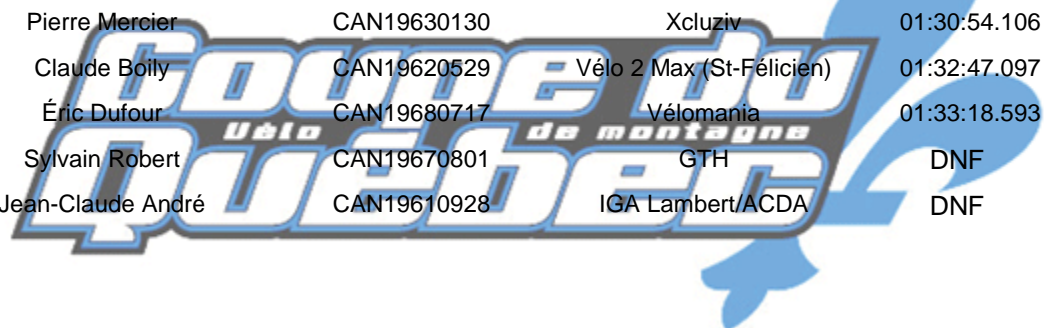 Pierre Mercier CAN19630130 Xcluziv 01:30:54.106
Claude Boily CAN19620529 Vélo 2 Max (St-Félicien) 01:32:47.097
Éric Dufour CAN19680717 Vélomania 01:33:18.593
Sylvain Robert CAN19670801 GTH DNF
Jean-Claude André CAN19610928 IGA Lambert/ACDA DNF
Coupe du
Vélo de montagne
Québec